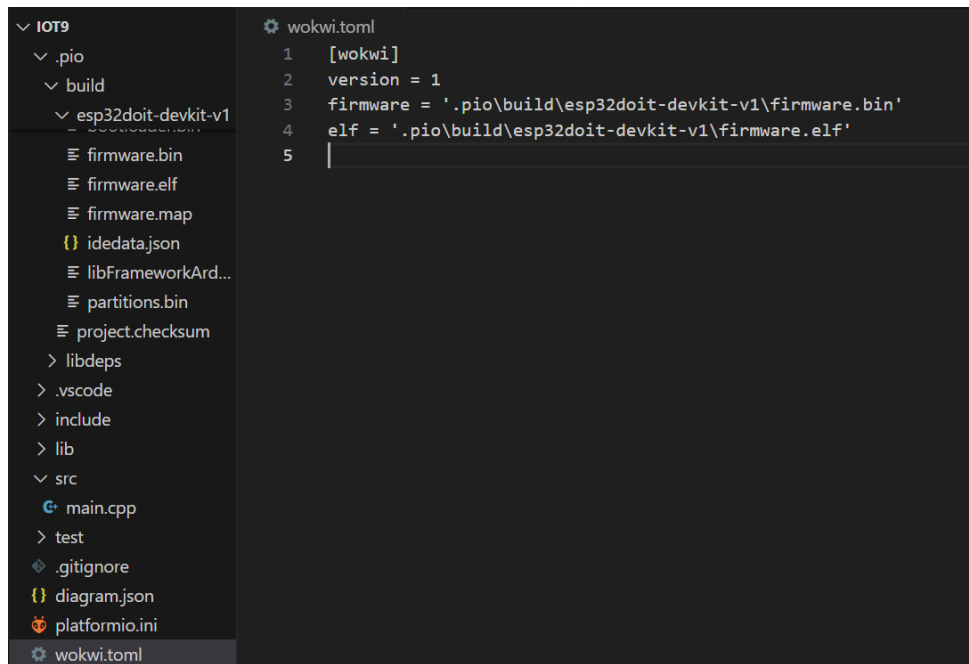 IOT9
.pio
build
esp32doit-devkit-v1
bootloader.bin
firmware.bin
firmware.elf
firmware.map
idedata.json
libFrameworkArd...
partitions.bin
project.checksum
libdeps
.vscode
include
lib
src
main.cpp
test
.gitignore
diagram.json
platformio.ini
wokwi.toml
wokwi.toml
1 [wokwi]
2 version = 1
3 firmware = '.pio\build\esp32doit-devkit-v1\firmware.bin'
4 elf = '.pio\build\esp32doit-devkit-v1\firmware.elf'
5